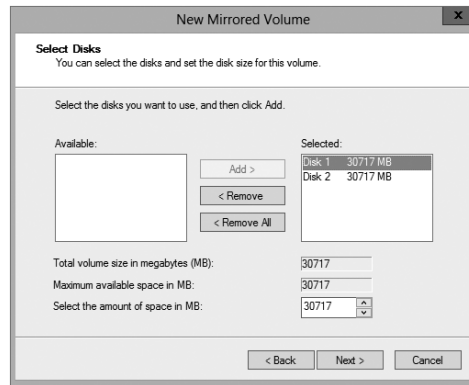 New Mirrored Volume
x
Select Disks
You can select the disks and set the disk size for this volume.
Select the disks you want to use, and then click Add.
Available:
Selected:
Add >
< Remove
< Remove All
Disk 1 30717 MB
Disk 2 30717 MB
Total volume size in megabytes (MB): 30717
Maximum available space in MB: 30717
Select the amount of space in MB: 30717
< Back Next > Cancel